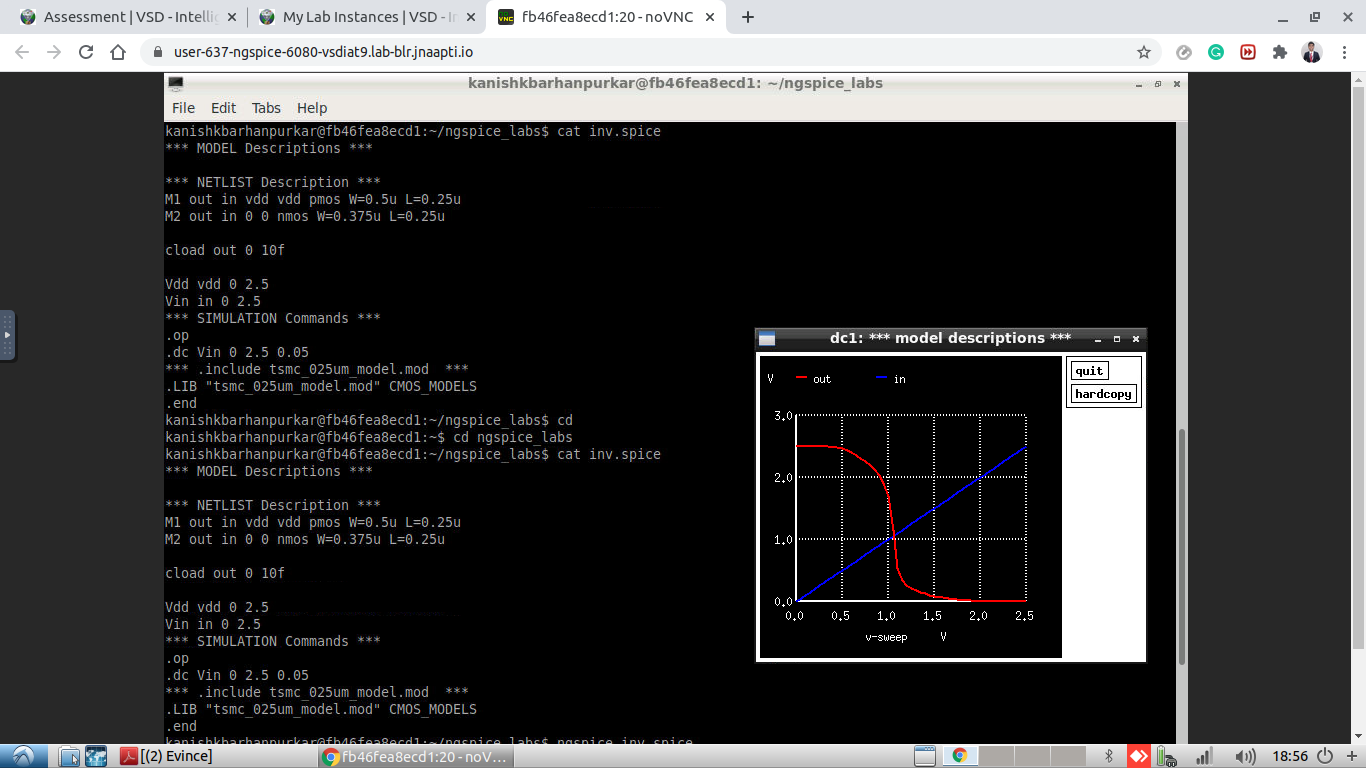 Assessment | VSD - Intelli
My Lab Instances | VSD - In
fb46fea8ecd1:20 - noVNC
user-637-ngspice-6080-vsdiat9.lab-blr.jnaapti.io
kanishkbarhanpurkar@fb46fea8ecd1: ~/ngspice_labs
File Edit Tabs Help
kanishkbarhanpurkar@fb46fea8ecd1:~/ngspice_labs$ cat inv.spice
*** MODEL Descriptions ***
*** NETLIST Description ***
M1 out in vdd vdd pmos W=0.5u L=0.25u
M2 out in 0 0 nmos W=0.375u L=0.25u
cload out 0 10f
Vdd vdd 0 2.5
Vin in 0 2.5
*** SIMULATION Commands ***
.op
.dc Vin 0 2.5 0.05
*** .include tsmc_025um_model.mod  ***
.LIB "tsmc_025um_model.mod" CMOS_MODELS
.end
kanishkbarhanpurkar@fb46fea8ecd1:~/ngspice_labs$ cd
kanishkbarhanpurkar@fb46fea8ecd1:~$ cd ngspice_labs
kanishkbarhanpurkar@fb46fea8ecd1:~/ngspice_labs$ cat inv.spice
*** MODEL Descriptions ***
*** NETLIST Description ***
M1 out in vdd vdd pmos W=0.5u L=0.25u
M2 out in 0 0 nmos W=0.375u L=0.25u
cload out 0 10f
Vdd vdd 0 2.5
Vin in 0 2.5
*** SIMULATION Commands ***
.op
.dc Vin 0 2.5 0.05
*** .include tsmc_025um_model.mod  ***
.LIB "tsmc_025um_model.mod" CMOS_MODELS
.end
kanishkbarhanpurkar@fb46fea8ecd1:~/ngspice_labs$ ngspice inv.spice
dc1: *** model descriptions ***
quit
hardcopy
V out in
3.0
2.0
1.0
0.0
0.0 0.5 1.0 1.5 2.0 2.5
v-sweep V
[(2) Evince]
fb46fea8ecd1:20 - noV...
18:56